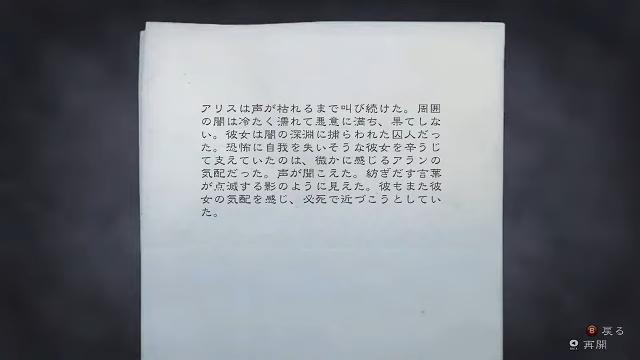 アリスは声が枯れるまで叫び続けた。周囲
の闇は冷たく濡れて悪意に満ち、果てしな
い。彼女は闇の深淵に捕らわれた囚人だっ
た。恐怖に自我を失いそうな彼女を辛うじ
て支えていたのは、微かに感じるアランの
気配だった。声が聞こえた。紡ぎだす言葉
が点滅する影のように見えた。彼もまた彼
女の気配を感じ、必死で近づこうとしてい
た。
B 戻る
再開